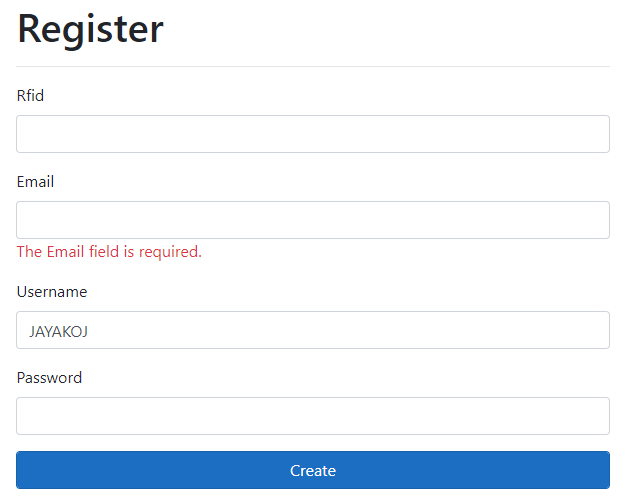 Register
Rfid
Email
The Email field is required.
Username
JAYAKOJ
Password
Create